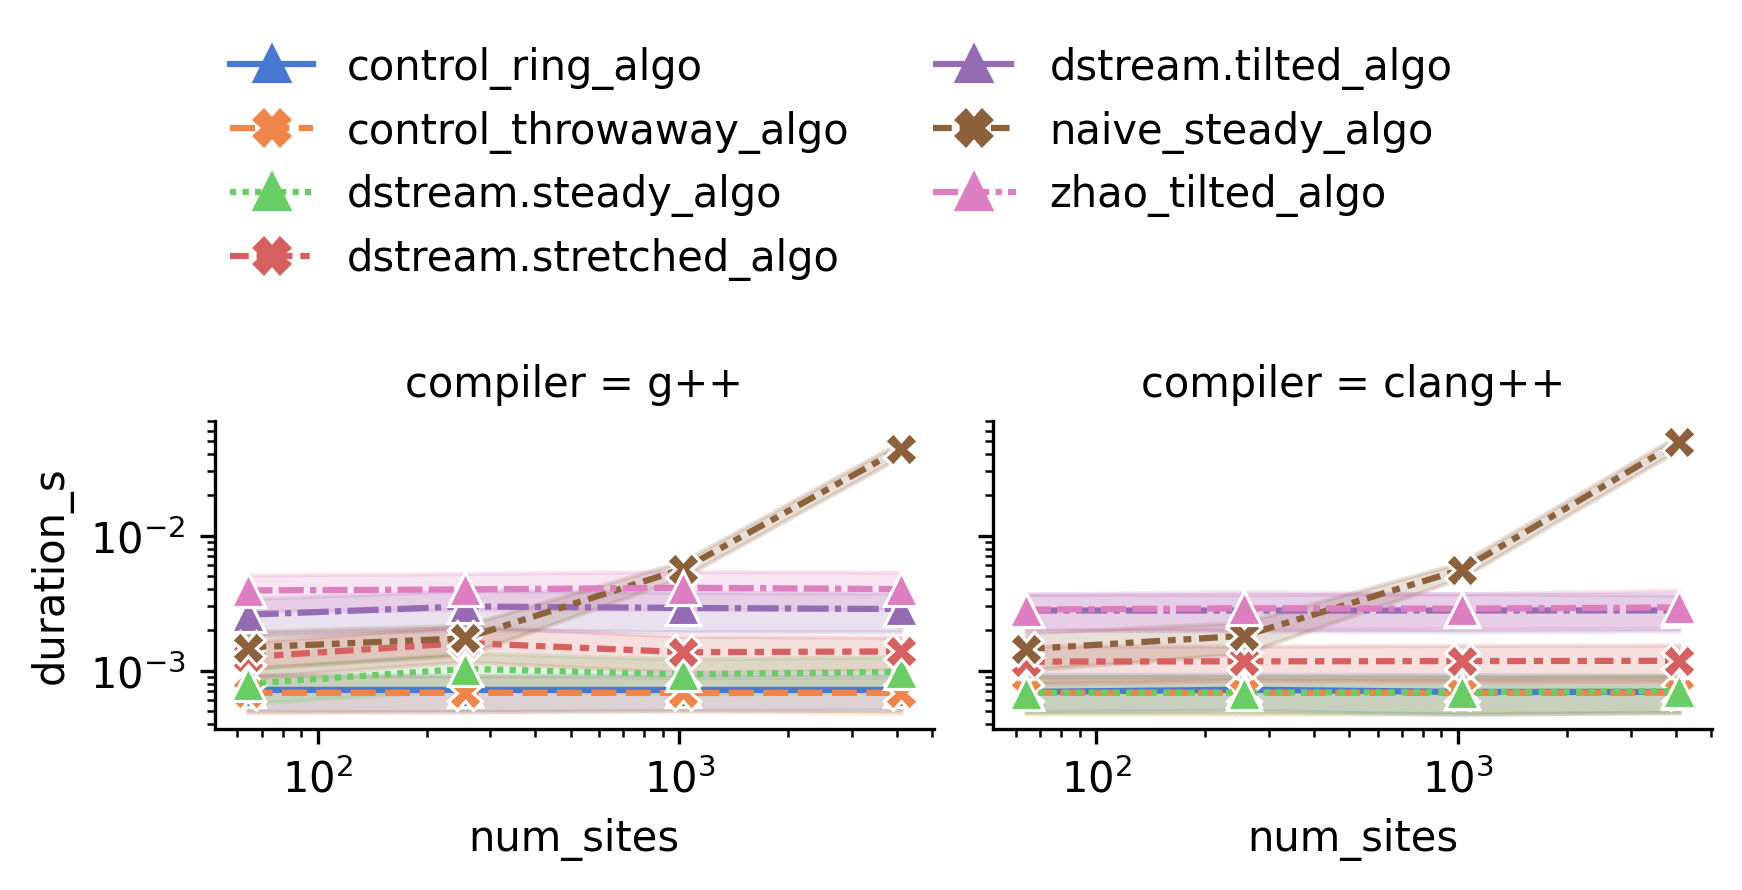 control_ring_algo
control_throwaway_algo
dstream.steady_algo
dstream.stretched_algo
dstream.tilted_algo
naive_steady_algo
zhao_tilted_algo
compiler = g++
compiler = clang++
duration_s
10⁻²
10⁻³
10²
10³
num_sites
10²
10³
num_sites